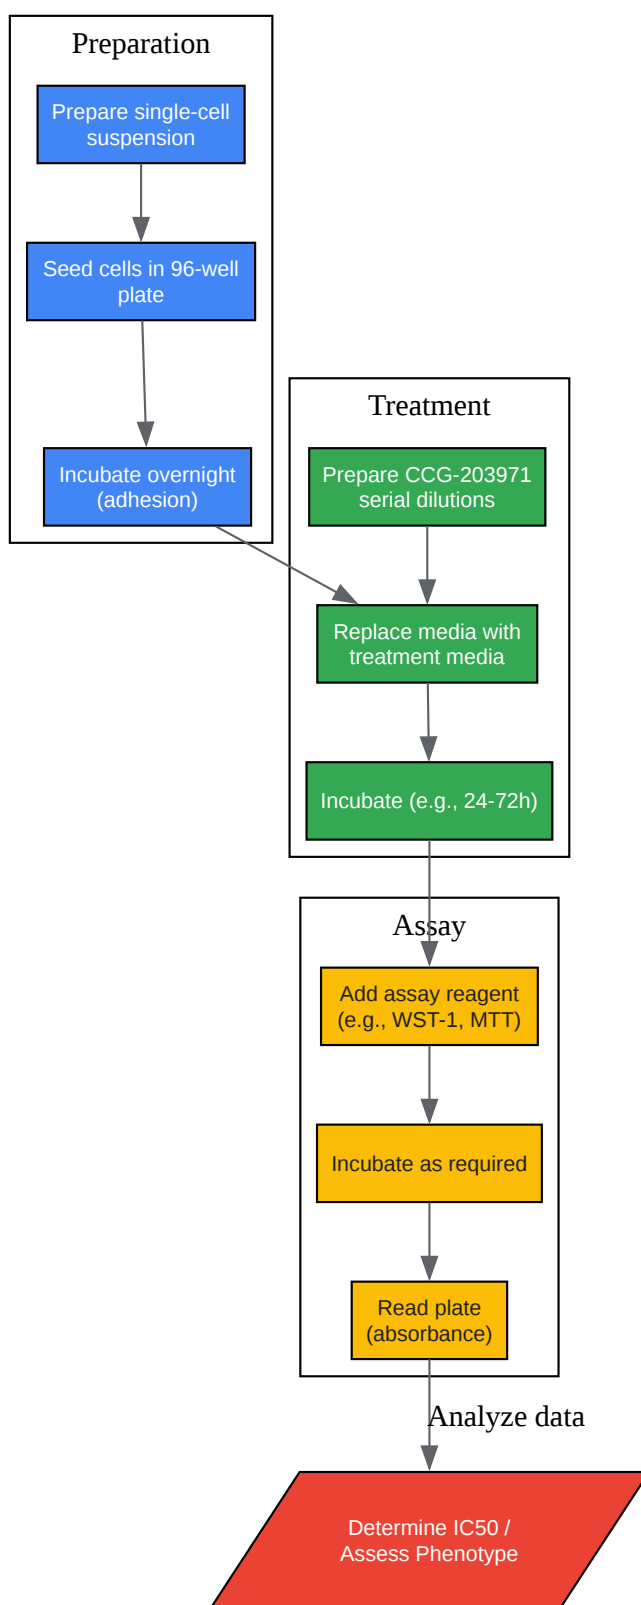 Preparation
Prepare single-cell
suspension
Seed cells in 96-well
plate
Incubate overnight
(adhesion)
Treatment
Prepare CCG-203971
serial dilutions
Replace media with
treatment media
Incubate (e.g., 24-72h)
Assay
Add assay reagent
(e.g., WST-1, MTT)
Incubate as required
Read plate
(absorbance)
Analyze data
Determine IC50 /
Assess Phenotype